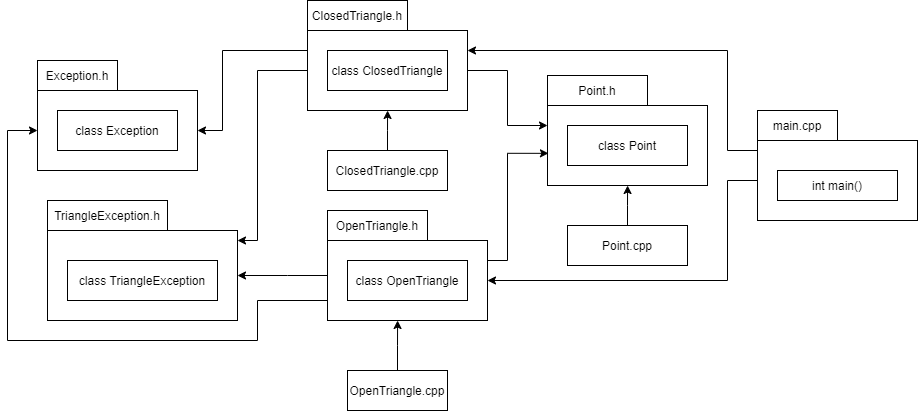 ClosedTriangle.h
class ClosedTriangle
Exception.h
class Exception
Point.h
class Point
main.cpp
int main()
ClosedTriangle.cpp
TriangleException.h
class TriangleException
OpenTriangle.h
class OpenTriangle
Point.cpp
OpenTriangle.cpp